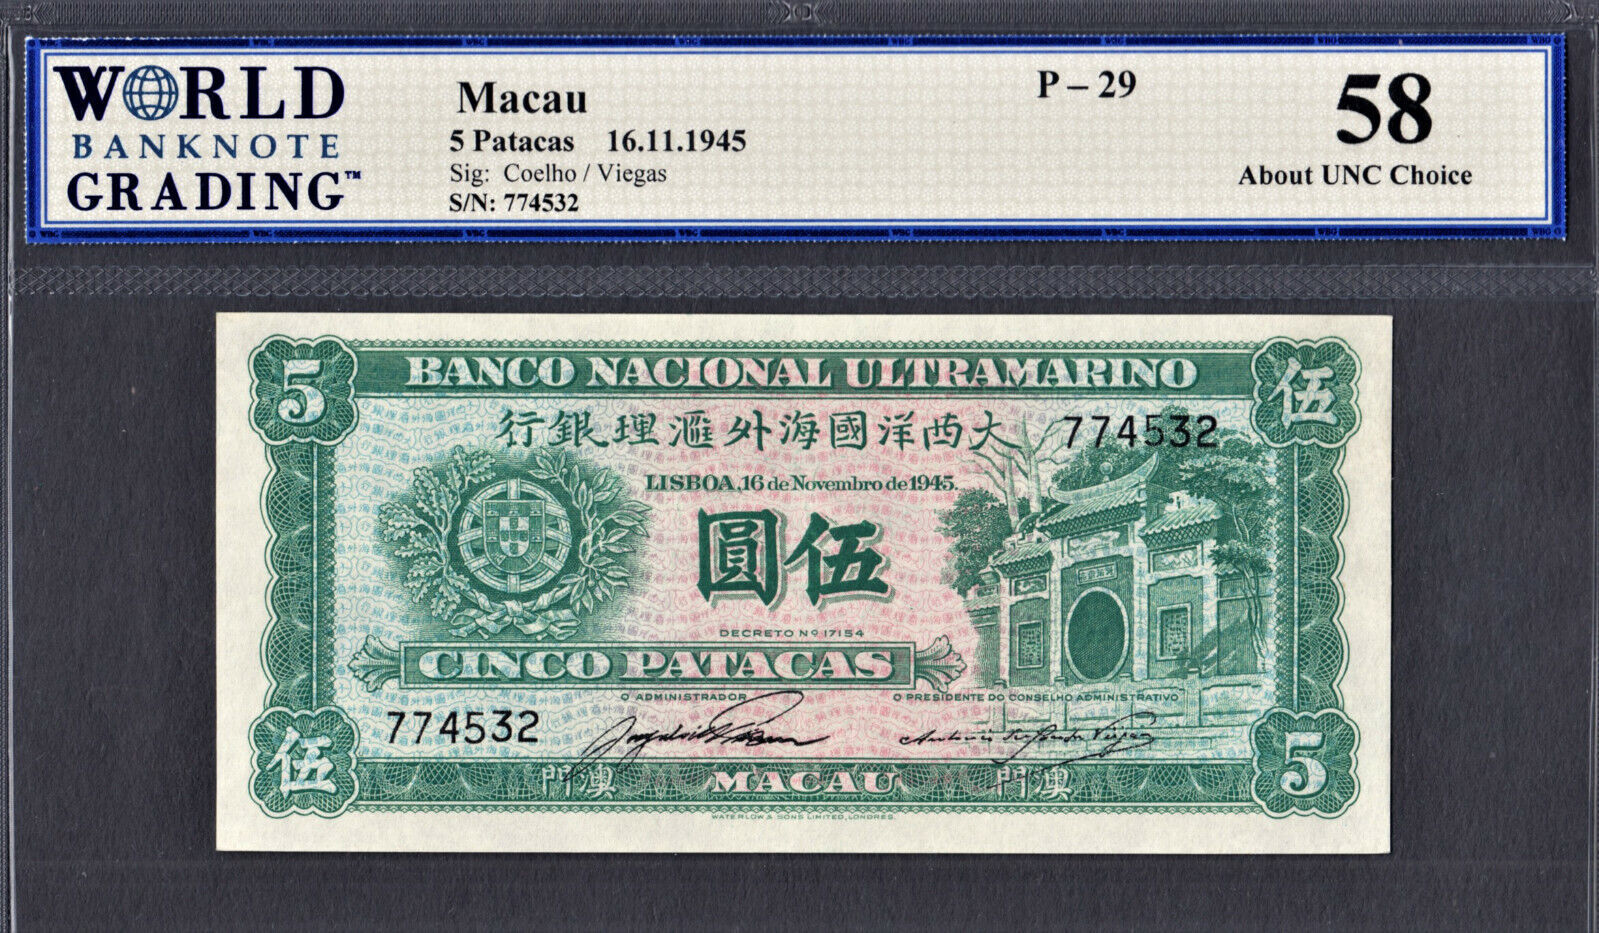 WORLD
BANKNOTE
GRADING™
Macau
5 Patacas 16.11.1945
Sig: Coelho / Viegas
S/N: 774532
P – 29
58
About UNC Choice
5
BANCO NACIONAL ULTRAMARINO
伍
行銀理滙外海國洋西大
774532
LISBOA, 16 de Novembro de 1945.
圓伍
DECRETO Nº 17154
CINCO PATACAS
O ADMINISTRADOR
O PRESIDENTE DO CONSELHO ADMINISTRATIVO
774532
伍
門澳
MACAU
門澳
5
WATERLOW & SONS LIMITED, LONDRES.